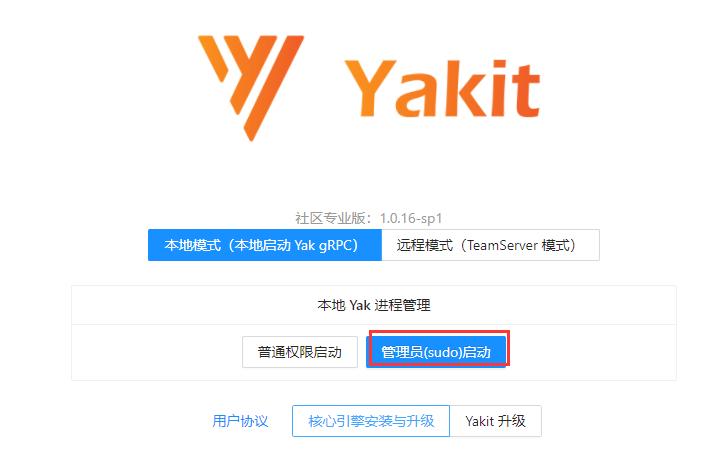 Yakit
社区专业版：1.0.16-sp1
本地模式（本地启动 Yak gRPC） 远程模式（TeamServer 模式）
本地 Yak 进程管理
普通权限启动 管理员(sudo)启动
用户协议 核心引擎安装与升级 Yakit 升级